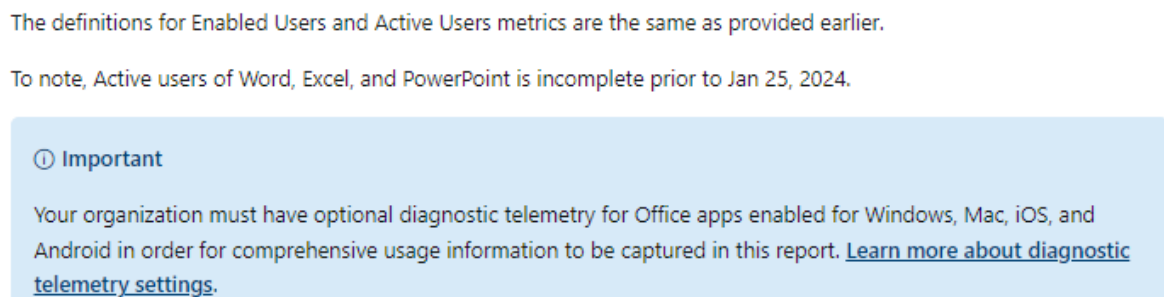 The definitions for Enabled Users and Active Users metrics are the same as provided earlier.
To note, Active users of Word, Excel, and PowerPoint is incomplete prior to Jan 25, 2024.
Important
Your organization must have optional diagnostic telemetry for Office apps enabled for Windows, Mac, iOS, and
Android in order for comprehensive usage information to be captured in this report. Learn more about diagnostic
telemetry settings.